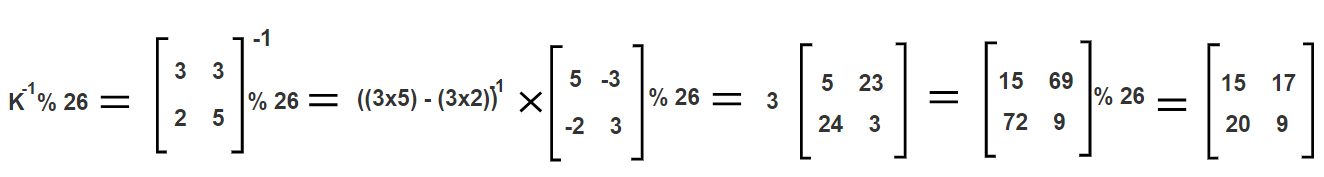 K⁻¹ % 26 = [3 3; 2 5]⁻¹ % 26 = ((3x5) - (3x2))⁻¹ × [5 -3; -2 3] % 26 = 3 [5 23; 24 3] = [15 69; 72 9] % 26 = [15 17; 20 9]